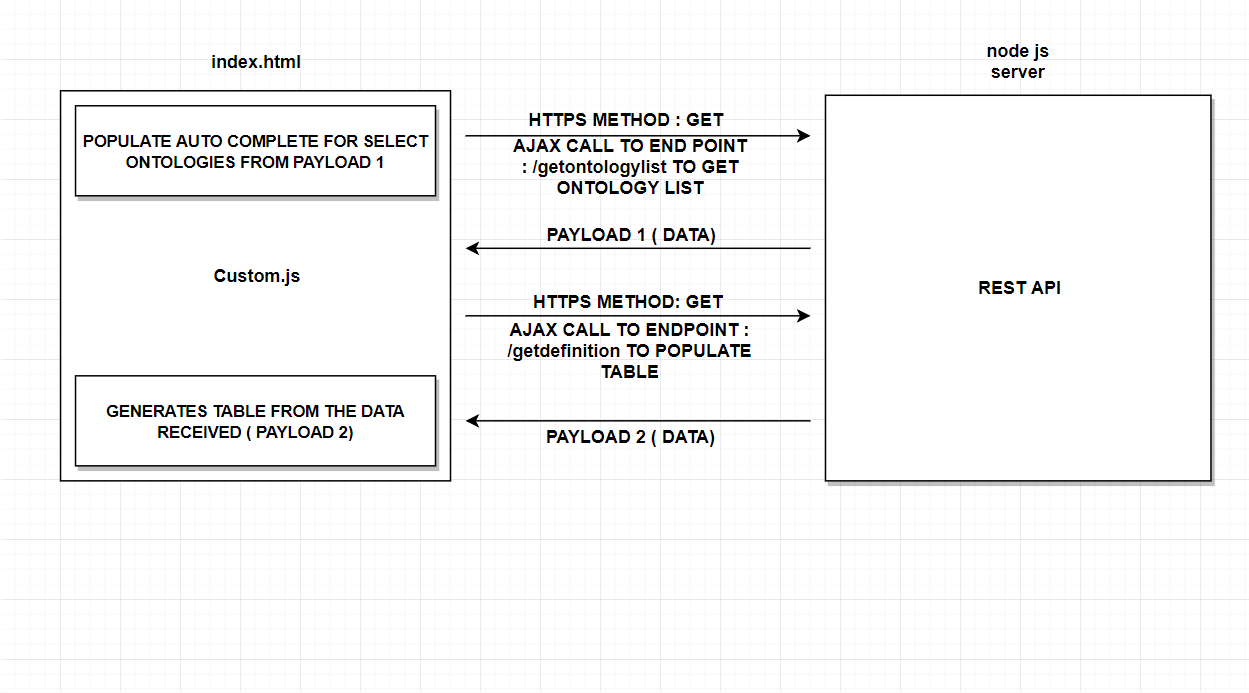 index.html
node js
server
POPULATE AUTO COMPLETE FOR SELECT
ONTOLOGIES FROM PAYLOAD 1
HTTPS METHOD : GET
AJAX CALL TO END POINT
: /getontologylist TO GET
ONTOLOGY LIST
PAYLOAD 1 ( DATA)
Custom.js
REST API
HTTPS METHOD: GET
AJAX CALL TO ENDPOINT :
/getdefinition TO POPULATE
TABLE
GENERATES TABLE FROM THE DATA
RECEIVED ( PAYLOAD 2)
PAYLOAD 2 ( DATA)